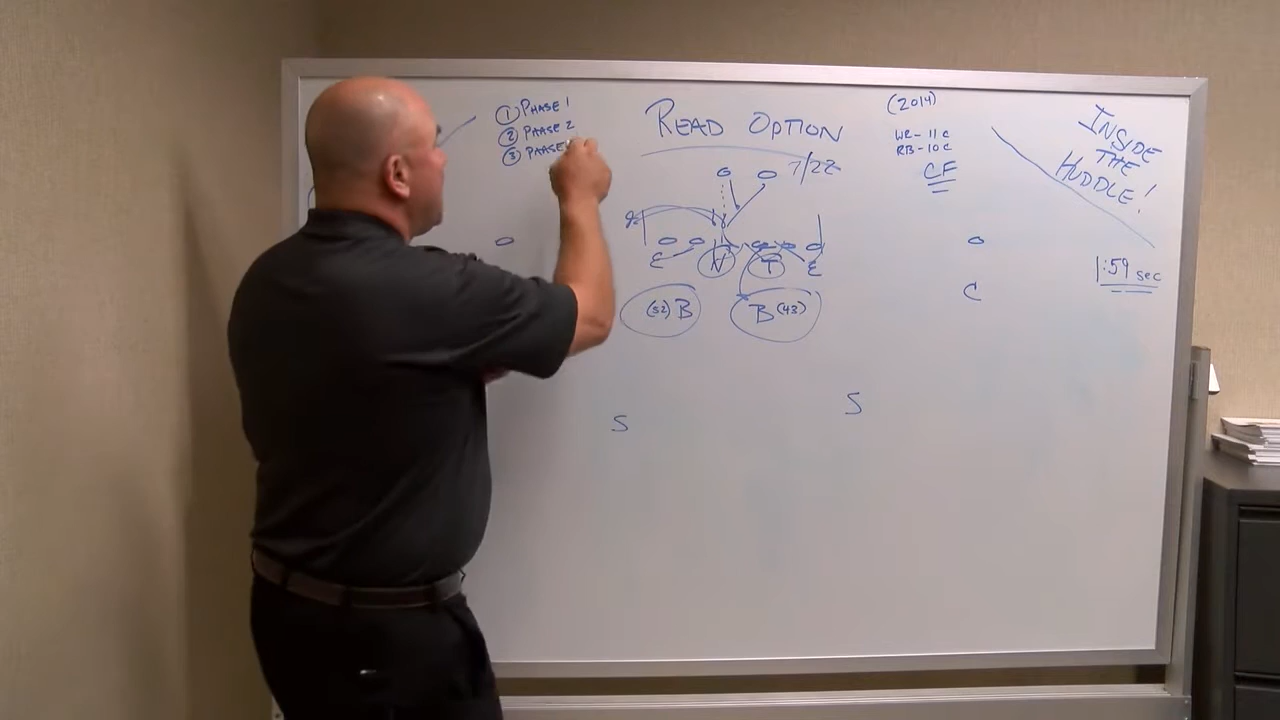 ① PHASE 1
② PHASE 2
③ PHASE
READ OPTION
7/22
(2014)
WR - 11 C
RB - 10 C
CF
INSIDE
THE
HUDDLE!
1:59 SEC
E N T E
(52) B B (43)
C
S S